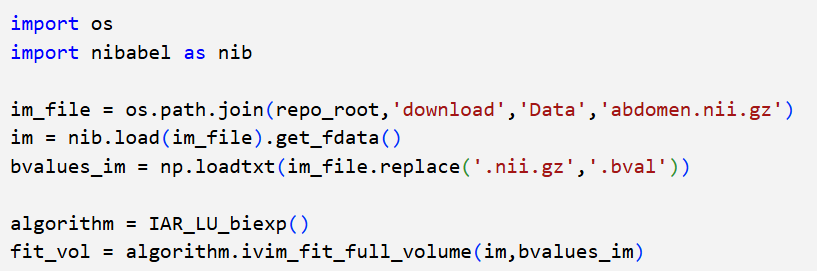 import os
import nibabel as nib
im_file = os.path.join(repo_root,'download','Data','abdomen.nii.gz')
im = nib.load(im_file).get_fdata()
bvalues_im = np.loadtxt(im_file.replace('.nii.gz','.bval'))
algorithm = IAR_LU_biexp()
fit_vol = algorithm.ivim_fit_full_volume(im,bvalues_im)